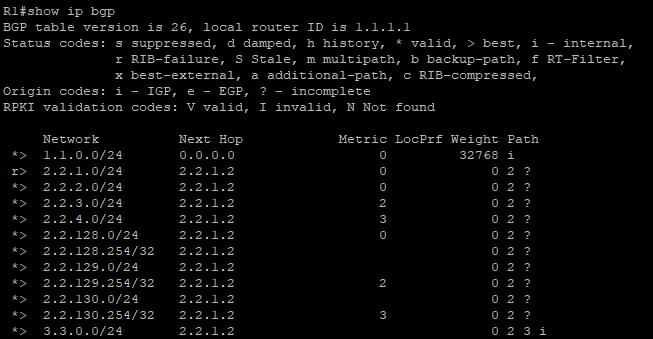 R1#show ip bgp
BGP table version is 26, local router ID is 1.1.1.1
Status codes: s suppressed, d damped, h history, * valid, > best, i - internal,
              r RIB-failure, S Stale, m multipath, b backup-path, f RT-Filter,
              x best-external, a additional-path, c RIB-compressed,
Origin codes: i - IGP, e - EGP, ? - incomplete
RPKI validation codes: V valid, I invalid, N Not found

     Network          Next Hop            Metric LocPrf Weight Path
 *>  1.1.0.0/24       0.0.0.0                  0         32768 i
 r>  2.2.1.0/24       2.2.1.2                  0             0 2 ?
 *>  2.2.2.0/24       2.2.1.2                  0             0 2 ?
 *>  2.2.3.0/24       2.2.1.2                  2             0 2 ?
 *>  2.2.4.0/24       2.2.1.2                  3             0 2 ?
 *>  2.2.128.0/24     2.2.1.2                  0             0 2 ?
 *>  2.2.128.254/32   2.2.1.2                                0 2 ?
 *>  2.2.129.0/24     2.2.1.2                                0 2 ?
 *>  2.2.129.254/32   2.2.1.2                  2             0 2 ?
 *>  2.2.130.0/24     2.2.1.2                                0 2 ?
 *>  2.2.130.254/32   2.2.1.2                  3             0 2 ?
 *>  3.3.0.0/24       2.2.1.2                                0 2 3 i